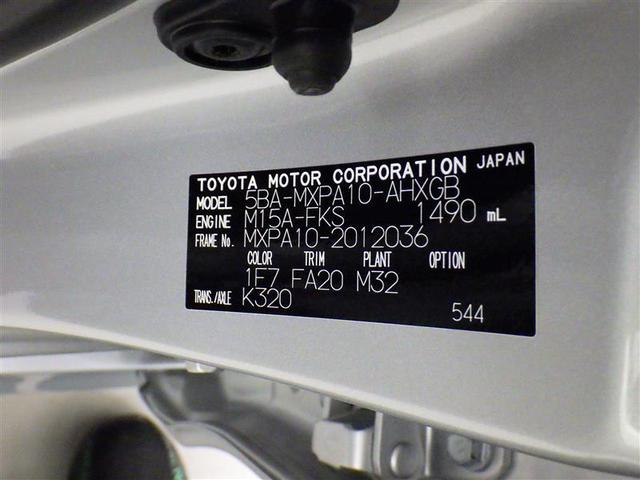 TOYOTA MOTOR CORPORATION JAPAN
MODEL 5BA-MXPA10-AHXGB
ENGINE M15A-FKS 1490 mL
FRAME No. MXPA10-2012036
COLOR TRIM PLANT OPTION
1F7 FA20 M32
TRANS./AXLE K320
544